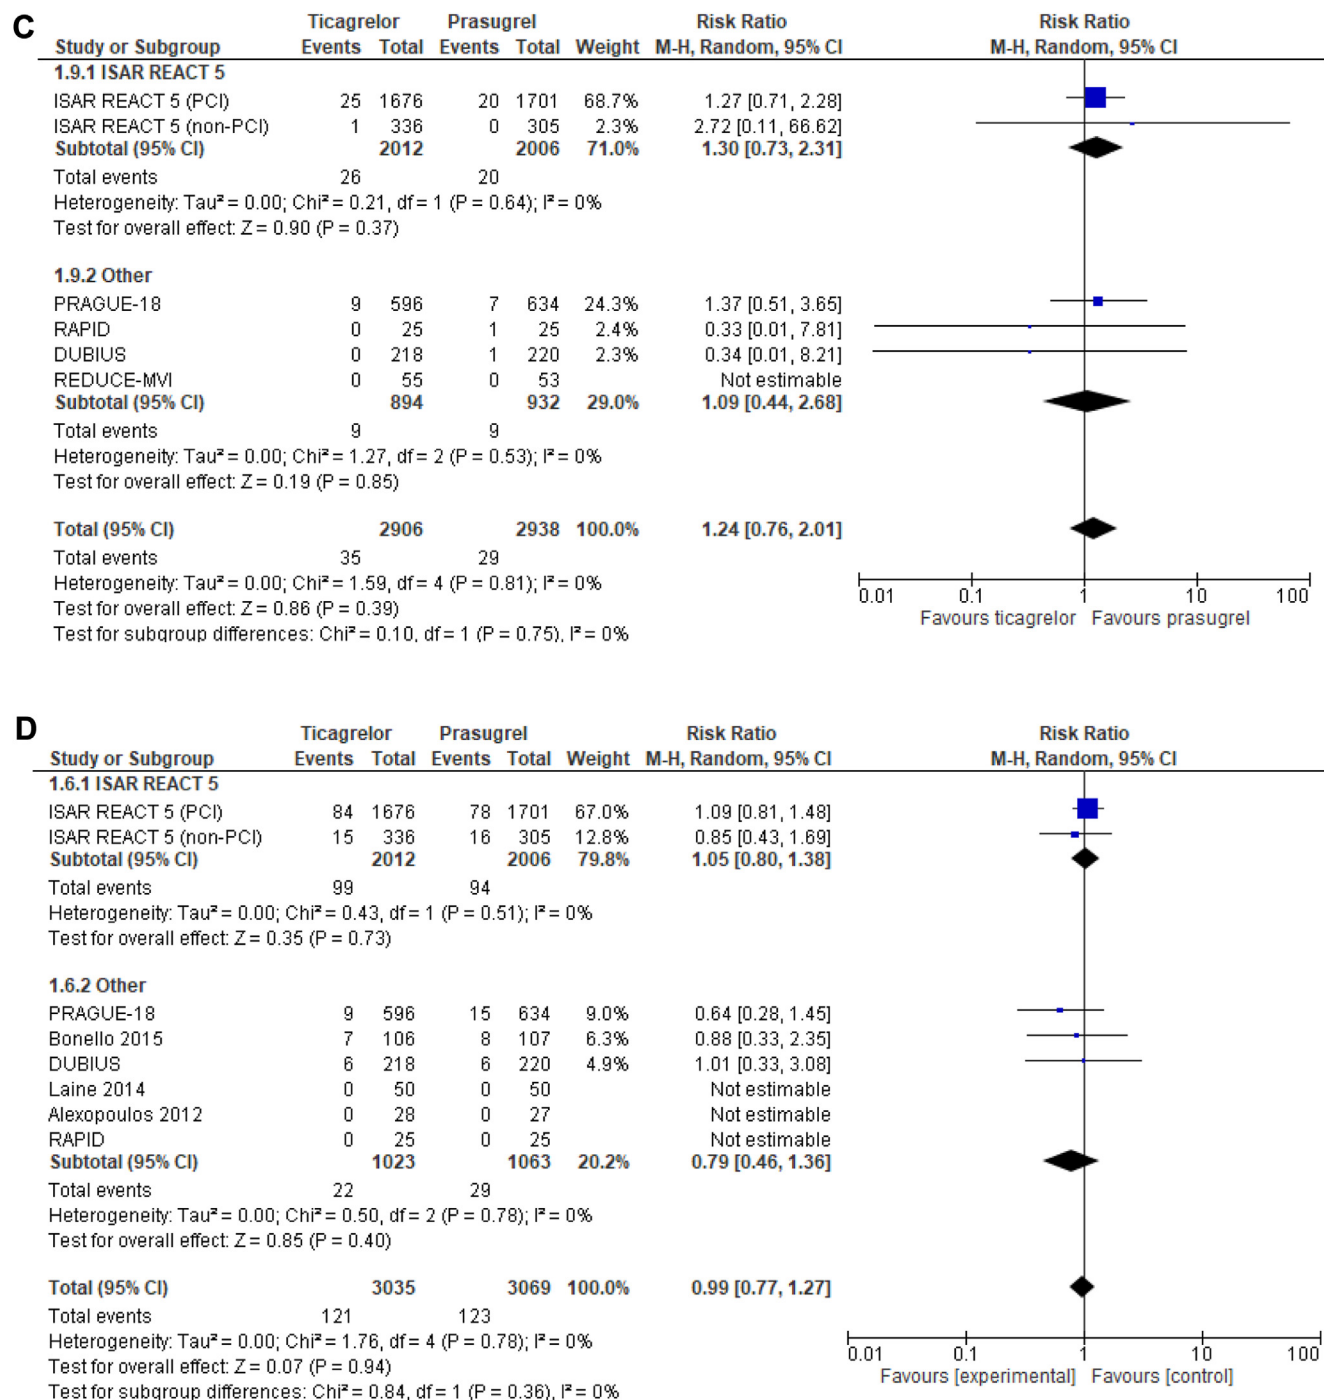 C
Ticagrelor Prasugrel Risk Ratio Risk Ratio
Study or Subgroup Events Total Events Total Weight M-H, Random, 95% CI M-H, Random, 95% CI
1.9.1 ISAR REACT 5
ISAR REACT 5 (PCI) 25 1676 20 1701 68.7% 1.27 [0.71, 2.28]
ISAR REACT 5 (non-PCI) 1 336 0 305 2.3% 2.72 [0.11, 66.62]
Subtotal (95% CI) 2012 2006 71.0% 1.30 [0.73, 2.31]
Total events 26 20
Heterogeneity: Tau² = 0.00; Chi² = 0.21, df = 1 (P = 0.64); I² = 0%
Test for overall effect: Z = 0.90 (P = 0.37)
1.9.2 Other
PRAGUE-18 9 596 7 634 24.3% 1.37 [0.51, 3.65]
RAPID 0 25 1 25 2.4% 0.33 [0.01, 7.81]
DUBIUS 0 218 1 220 2.3% 0.34 [0.01, 8.21]
REDUCE-MVI 0 55 0 53 Not estimable
Subtotal (95% CI) 894 932 29.0% 1.09 [0.44, 2.68]
Total events 9 9
Heterogeneity: Tau² = 0.00; Chi² = 1.27, df = 2 (P = 0.53); I² = 0%
Test for overall effect: Z = 0.19 (P = 0.85)
Total (95% CI) 2906 2938 100.0% 1.24 [0.76, 2.01]
Total events 35 29
Heterogeneity: Tau² = 0.00; Chi² = 1.59, df = 4 (P = 0.81); I² = 0%
Test for overall effect: Z = 0.86 (P = 0.39)
Test for subgroup differences: Chi² = 0.10, df = 1 (P = 0.75), I² = 0%
0.01 0.1 1 10 100
Favours ticagrelor Favours prasugrel
D
Ticagrelor Prasugrel Risk Ratio Risk Ratio
Study or Subgroup Events Total Events Total Weight M-H, Random, 95% CI M-H, Random, 95% CI
1.6.1 ISAR REACT 5
ISAR REACT 5 (PCI) 84 1676 78 1701 67.0% 1.09 [0.81, 1.48]
ISAR REACT 5 (non-PCI) 15 336 16 305 12.8% 0.85 [0.43, 1.69]
Subtotal (95% CI) 2012 2006 79.8% 1.05 [0.80, 1.38]
Total events 99 94
Heterogeneity: Tau² = 0.00; Chi² = 0.43, df = 1 (P = 0.51); I² = 0%
Test for overall effect: Z = 0.35 (P = 0.73)
1.6.2 Other
PRAGUE-18 9 596 15 634 9.0% 0.64 [0.28, 1.45]
Bonello 2015 7 106 8 107 6.3% 0.88 [0.33, 2.35]
DUBIUS 6 218 6 220 4.9% 1.01 [0.33, 3.08]
Laine 2014 0 50 0 50 Not estimable
Alexopoulos 2012 0 28 0 27 Not estimable
RAPID 0 25 0 25 Not estimable
Subtotal (95% CI) 1023 1063 20.2% 0.79 [0.46, 1.36]
Total events 22 29
Heterogeneity: Tau² = 0.00; Chi² = 0.50, df = 2 (P = 0.78); I² = 0%
Test for overall effect: Z = 0.85 (P = 0.40)
Total (95% CI) 3035 3069 100.0% 0.99 [0.77, 1.27]
Total events 121 123
Heterogeneity: Tau² = 0.00; Chi² = 1.76, df = 4 (P = 0.78); I² = 0%
Test for overall effect: Z = 0.07 (P = 0.94)
Test for subgroup differences: Chi² = 0.84, df = 1 (P = 0.36), I² = 0%
0.01 0.1 1 10 100
Favours [experimental] Favours [control]